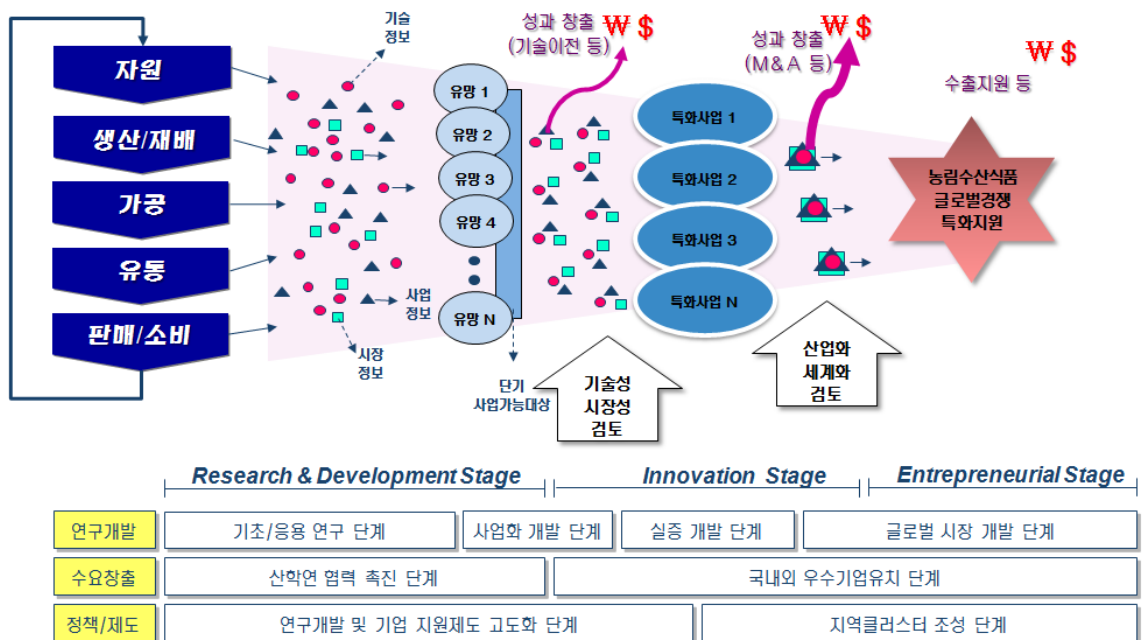 자원
생산/재배
가공
유통
판매/소비
기술
정보
사업
정보
시장
정보
유망 1
유망 2
유망 3
유망 4
유망 N
단기
사업가능대상
성과 창출
(기술이전 등)
₩ $
기술성
시장성
검토
특화사업 1
특화사업 2
특화사업 3
특화사업 N
성과 창출
(M&A 등)
₩ $
산업화
세계화
검토
₩ $
수출지원 등
농림수산식품
글로벌경쟁
특화지원
Research & Development Stage
Innovation Stage
Entrepreneurial Stage
연구개발
기초/응용 연구 단계
사업화 개발 단계
실증 개발 단계
글로벌 시장 개발 단계
수요창출
산학연 협력 촉진 단계
국내외 우수기업유치 단계
정책/제도
연구개발 및 기업 지원제도 고도화 단계
지역클러스터 조성 단계